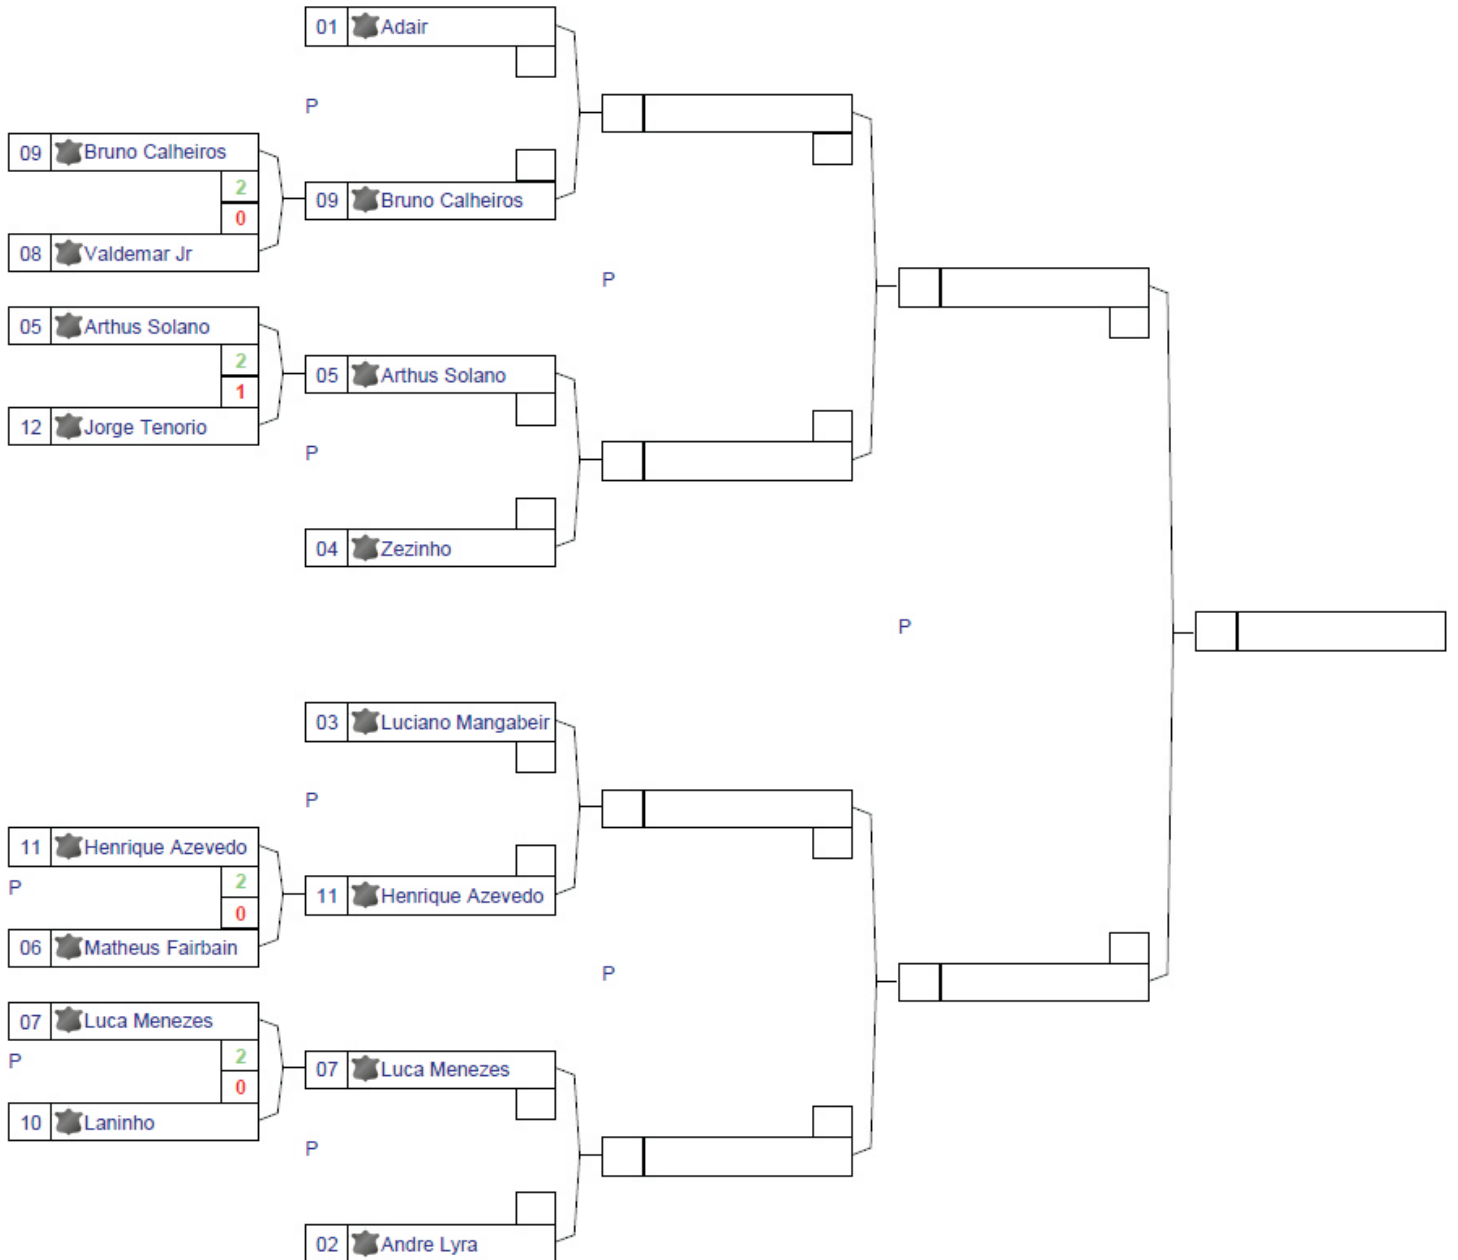 01 Adair
P
09 Bruno Calheiros
2
0
09 Bruno Calheiros
08 Valdemar Jr
P
05 Arthus Solano
2
1
05 Arthus Solano
12 Jorge Tenorio
P
04 Zezinho
P
03 Luciano Mangabeir
P
11 Henrique Azevedo
P
2
0
11 Henrique Azevedo
06 Matheus Fairbain
P
07 Luca Menezes
P
2
0
07 Luca Menezes
10 Laninho
P
02 Andre Lyra